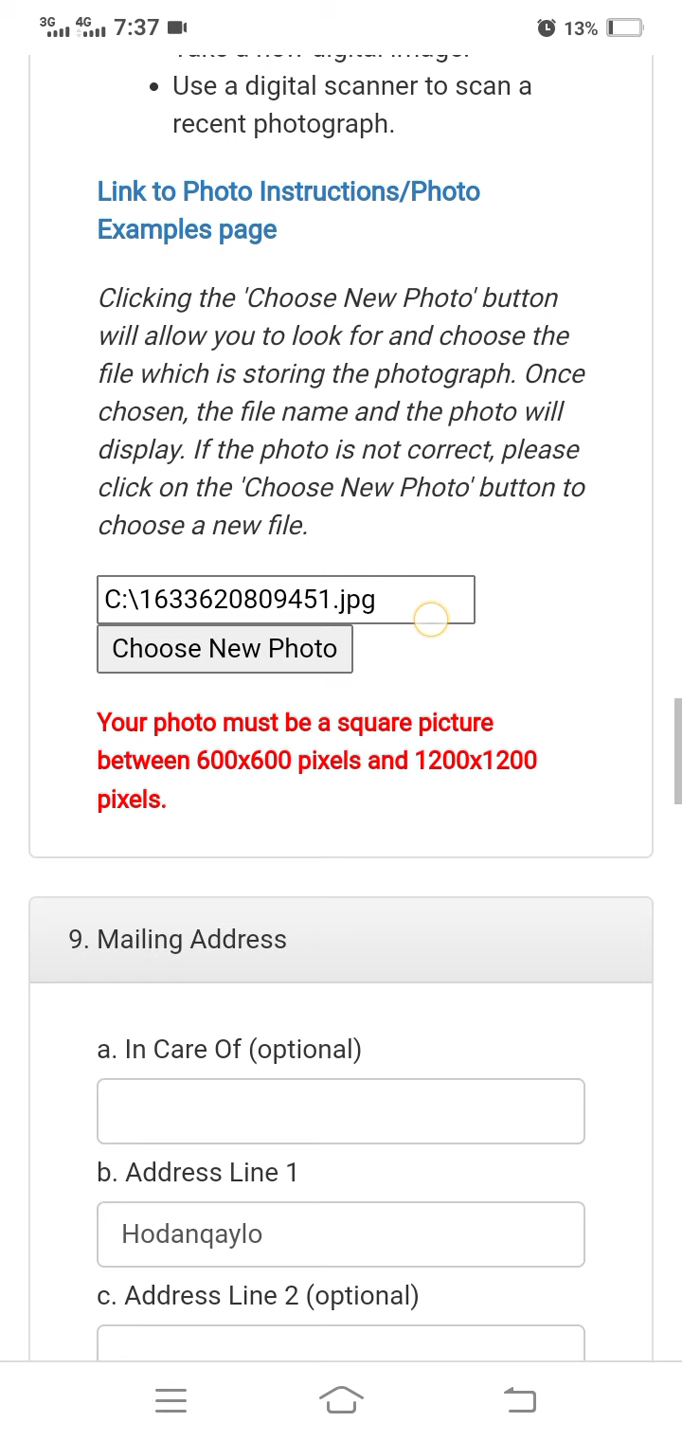 3G 4G 7:37 13%
• Use a digital scanner to scan a
recent photograph.
Link to Photo Instructions/Photo
Examples page
Clicking the 'Choose New Photo' button
will allow you to look for and choose the
file which is storing the photograph. Once
chosen, the file name and the photo will
display. If the photo is not correct, please
click on the 'Choose New Photo' button to
choose a new file.
C:\1633620809451.jpg
Choose New Photo
Your photo must be a square picture
between 600x600 pixels and 1200x1200
pixels.
9. Mailing Address
a. In Care Of (optional)
b. Address Line 1
Hodanqaylo
c. Address Line 2 (optional)